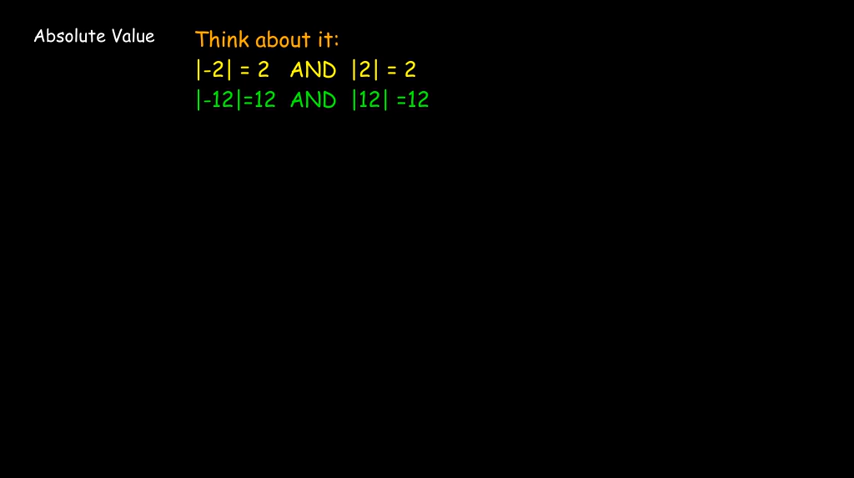 Absolute Value
Think about it:
|-2| = 2 AND |2| = 2
|-12|=12 AND |12| =12